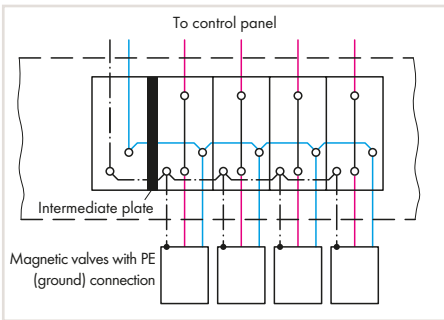 To control panel
Intermediate plate
Magnetic valves with PE
(ground) connection